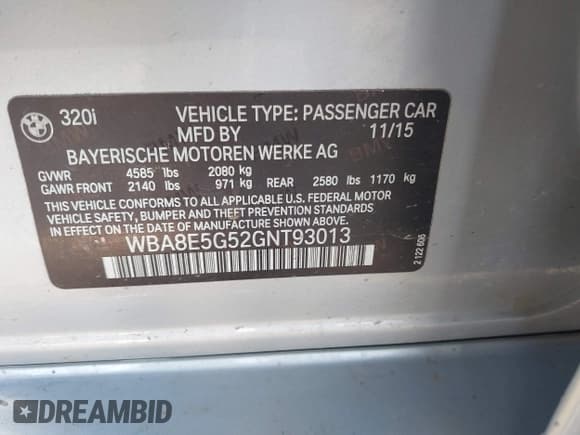 320i VEHICLE TYPE: PASSENGER CAR
MFD BY 11/15
BAYERISCHE MOTOREN WERKE AG
GVWR 4585 lbs 2080 kg
GAWR FRONT 2140 lbs 971 kg REAR 2580 lbs 1170 kg
THIS VEHICLE CONFORMS TO ALL APPLICABLE U.S. FEDERAL MOTOR
VEHICLE SAFETY, BUMPER AND THEFT PREVENTION STANDARDS
IN EFFECT ON THE DATE OF MANUFACTURE SHOWN ABOVE.
WBA8E5G52GNT93013
2 122 606
DREAMBID